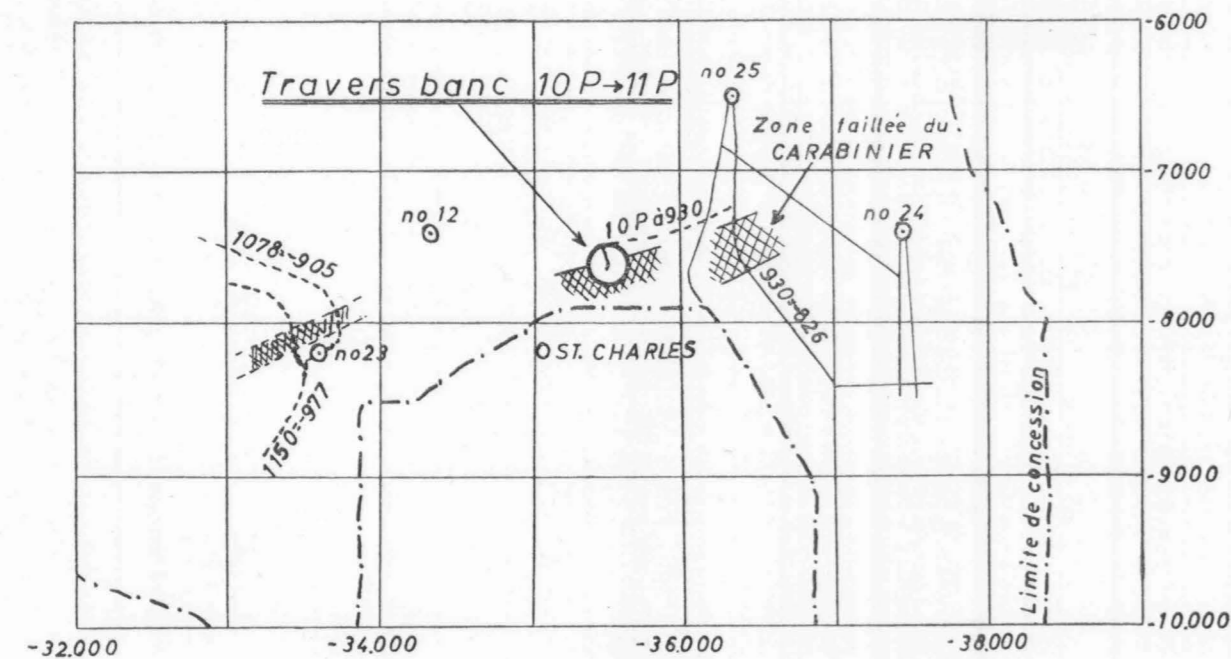 -6000
no 25
Travers banc 10 P→11 P
Zone faillée du
CARABINIER
-7000
no 12
10 P à 930
no 24
1078=-905
930=-826
-8000
no 23
ST. CHARLES
1150=-977
-9000
Limite de concession
-10,000
-32.000
-34,000
-36.000
-38.000